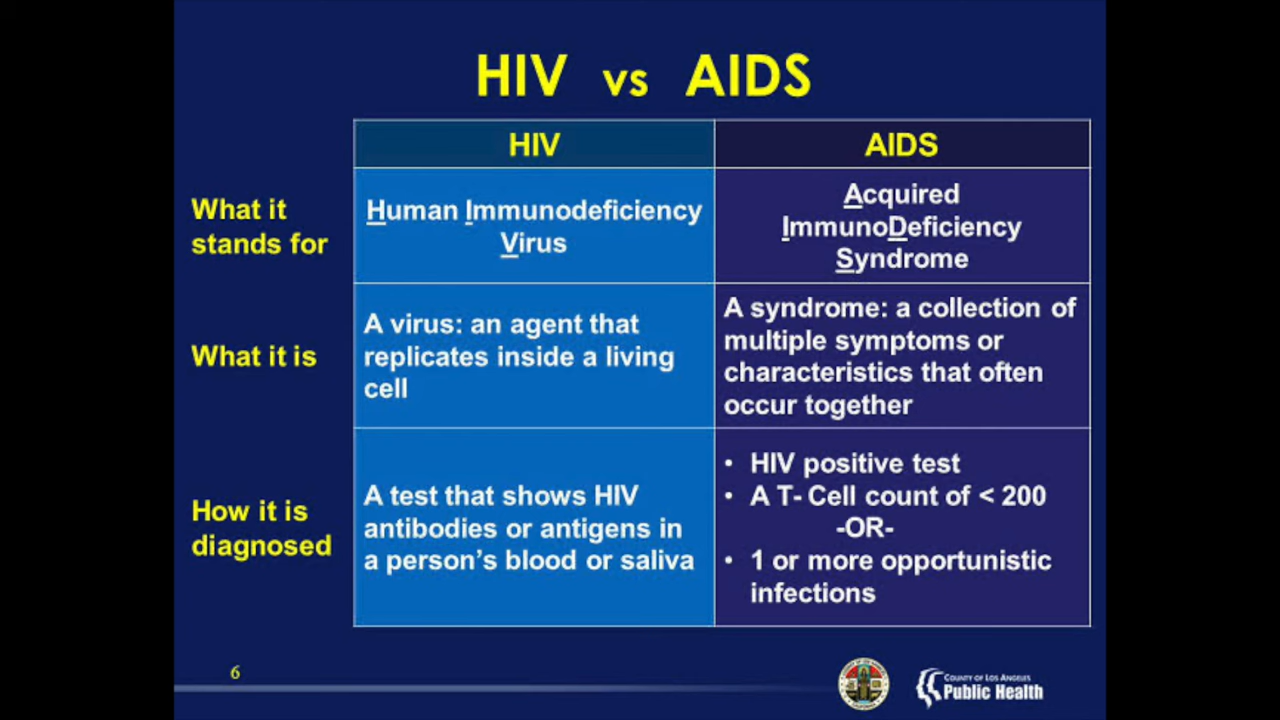 HIV vs AIDS
HIV
AIDS
What it
stands for
Human Immunodeficiency
Virus
Acquired
ImmunoDeficiency
Syndrome
What it is
A virus: an agent that
replicates inside a living
cell
A syndrome: a collection of
multiple symptoms or
characteristics that often
occur together
How it is
diagnosed
A test that shows HIV
antibodies or antigens in
a person’s blood or saliva
• HIV positive test
• A T- Cell count of < 200
-OR-
• 1 or more opportunistic
infections
6
COUNTY OF LOS ANGELES
Public Health